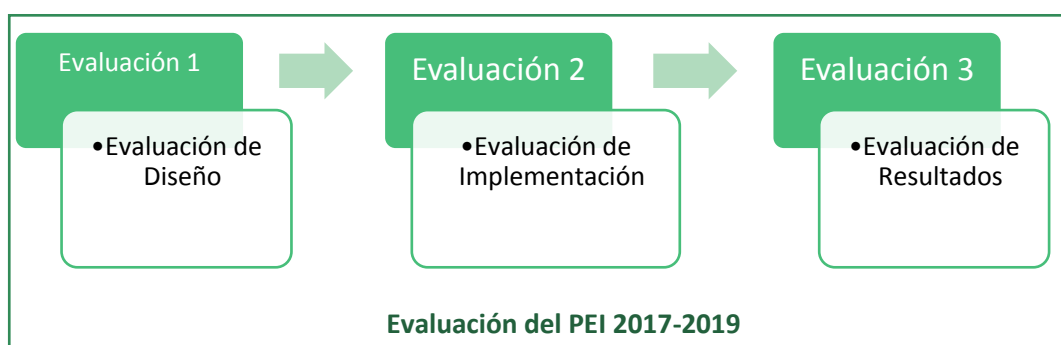 Evaluación 1
•Evaluación de
Diseño
Evaluación 2
•Evaluación de
Implementación
Evaluación 3
•Evaluación de
Resultados
Evaluación del PEI 2017-2019